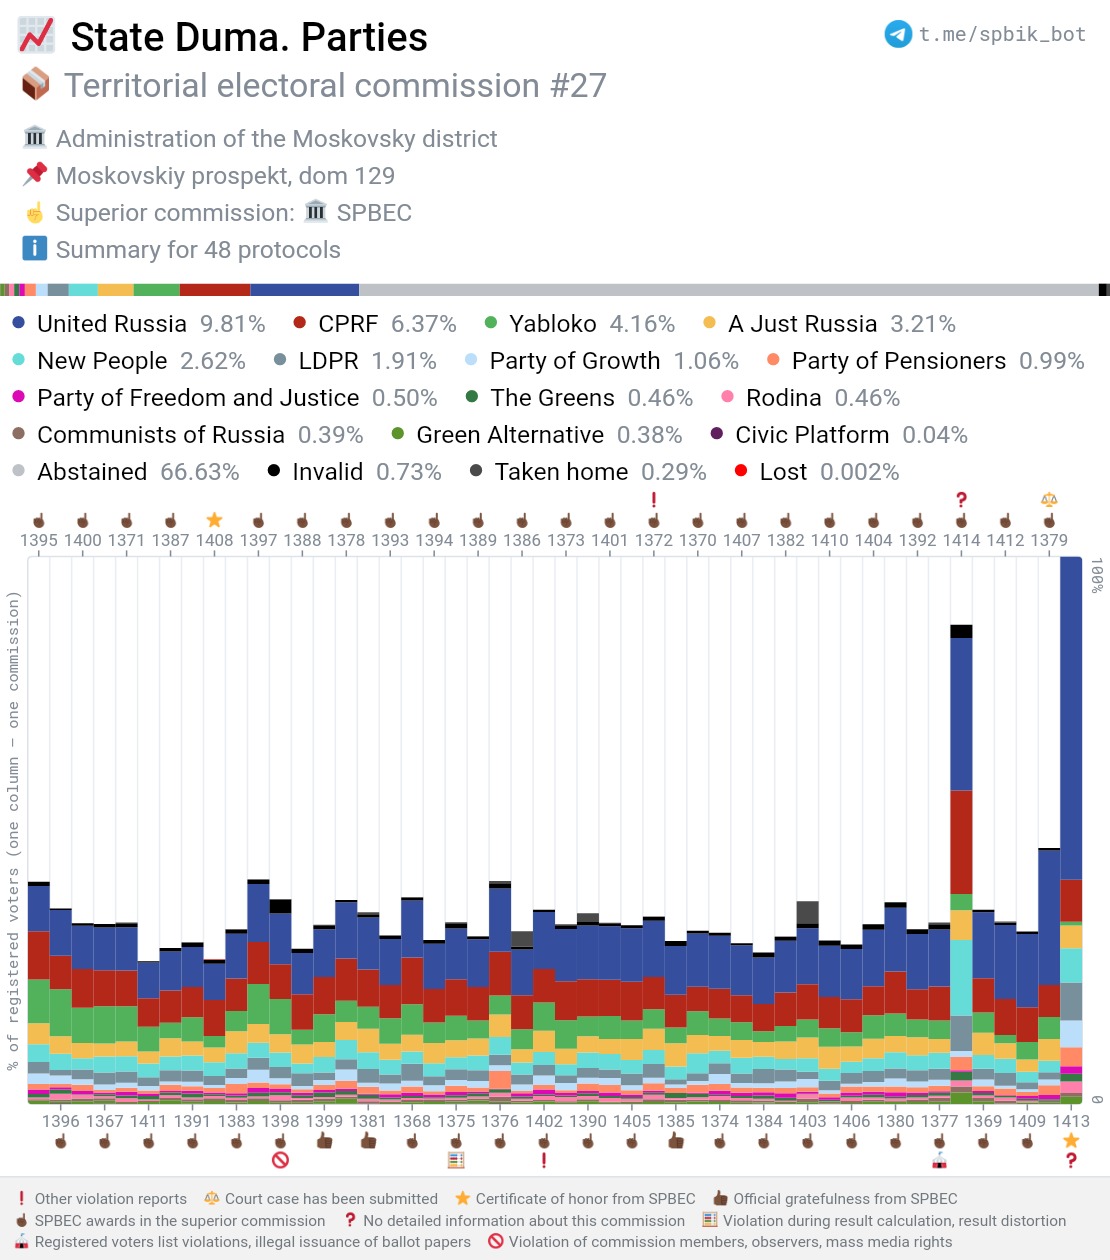 State Duma. Parties
t.me/spbik_bot
Territorial electoral commission #27
Administration of the Moskovsky district
Moskovskiy prospekt, dom 129
Superior commission: SPBEC
Summary for 48 protocols
United Russia 9.81% CPRF 6.37% Yabloko 4.16% A Just Russia 3.21%
New People 2.62% LDPR 1.91% Party of Growth 1.06% Party of Pensioners 0.99%
Party of Freedom and Justice 0.50% The Greens 0.46% Rodina 0.46%
Communists of Russia 0.39% Green Alternative 0.38% Civic Platform 0.04%
Abstained 66.63% Invalid 0.73% Taken home 0.29% Lost 0.002%
1395 1400 1371 1387 1408 1397 1388 1378 1393 1394 1389 1386 1373 1401 1372 1370 1407 1382 1410 1404 1392 1414 1412 1379
100%
% of registered voters (one column – one commission)
0
1396 1367 1411 1391 1383 1398 1399 1381 1368 1375 1376 1402 1390 1405 1385 1374 1384 1403 1406 1380 1377 1369 1409 1413
Other violation reports Court case has been submitted Certificate of honor from SPBEC Official gratefulness from SPBEC
SPBEC awards in the superior commission No detailed information about this commission Violation during result calculation, result distortion
Registered voters list violations, illegal issuance of ballot papers Violation of commission members, observers, mass media rights